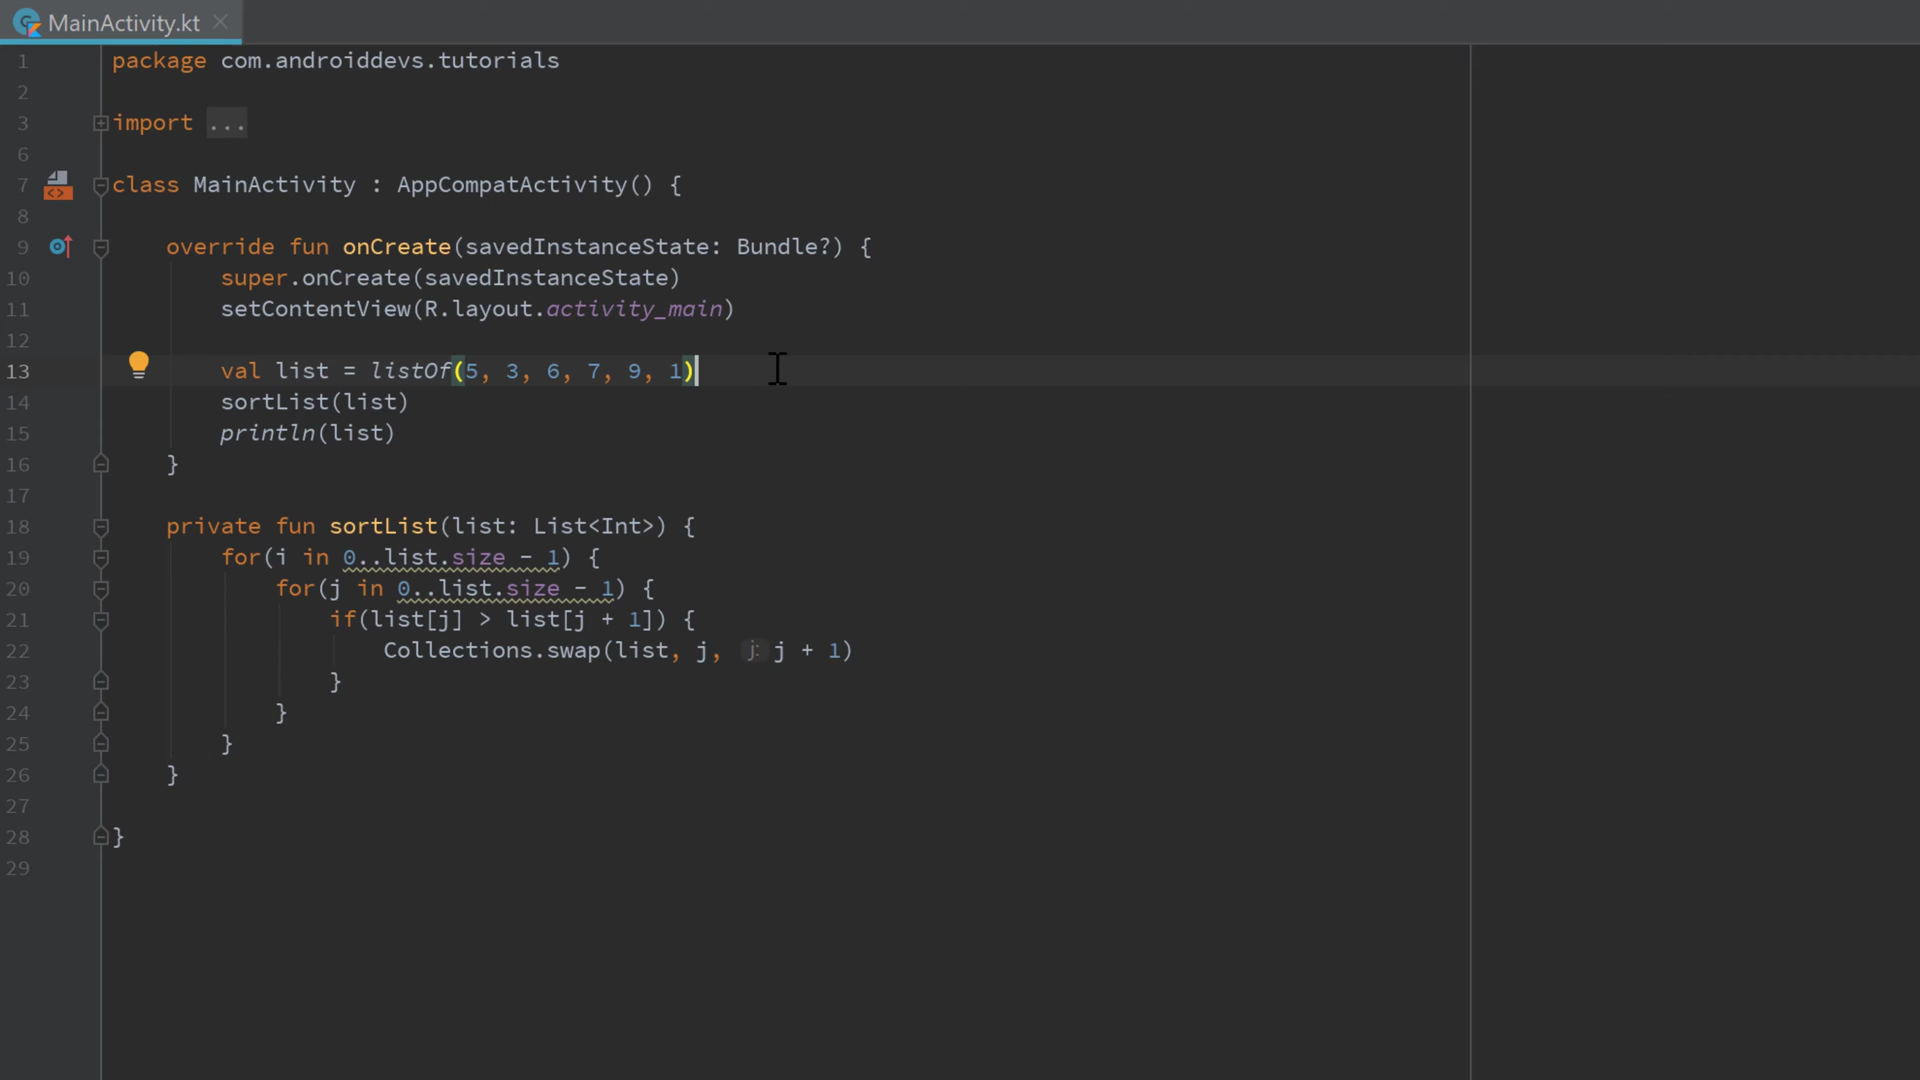 MainActivity.kt
1 package com.androiddevs.tutorials
2
3 import ...
6
7 class MainActivity : AppCompatActivity() {
8
9     override fun onCreate(savedInstanceState: Bundle?) {
10         super.onCreate(savedInstanceState)
11         setContentView(R.layout.activity_main)
12
13         val list = listOf(5, 3, 6, 7, 9, 1)
14         sortList(list)
15         println(list)
16     }
17
18     private fun sortList(list: List<Int>) {
19         for(i in 0..list.size - 1) {
20             for(j in 0..list.size - 1) {
21                 if(list[j] > list[j + 1]) {
22                     Collections.swap(list, j, j: j + 1)
23                 }
24             }
25         }
26     }
27
28 }
29